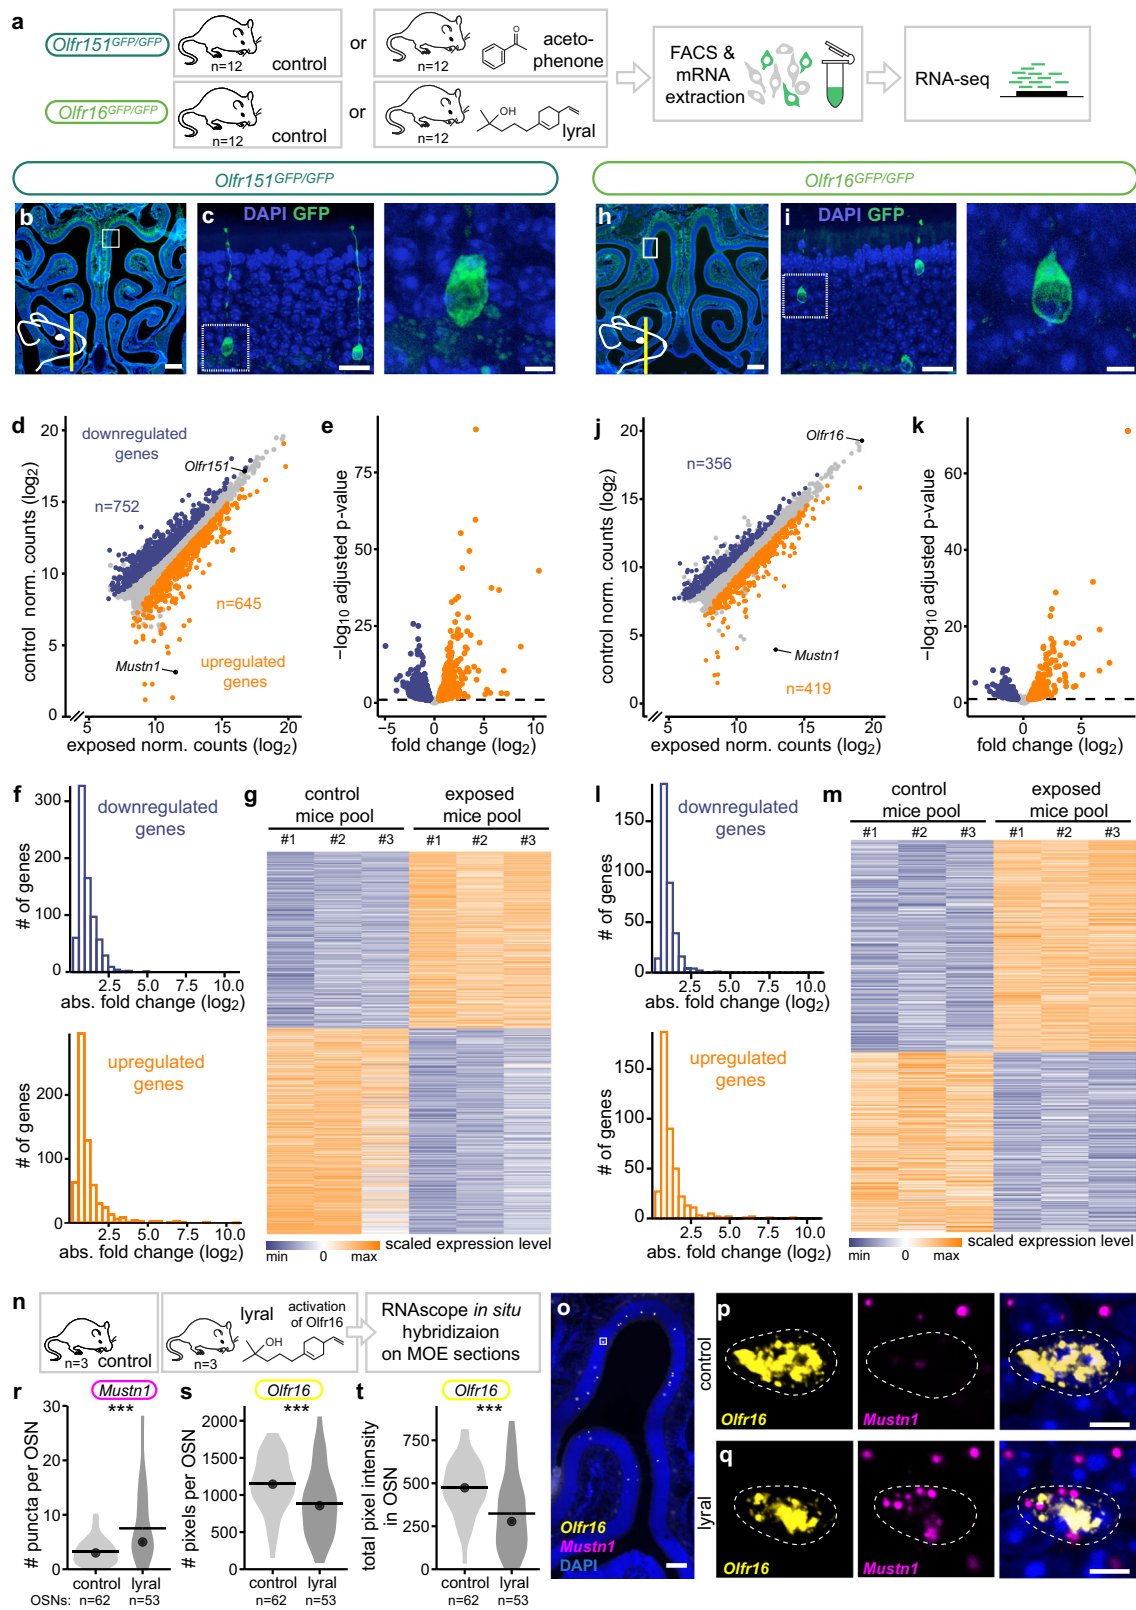 a
Olfr151GFP/GFP
n=12
control
or
n=12
aceto-
phenone
Olfr16GFP/GFP
n=12
control
or
n=12
OH
lyral
FACS &
mRNA
extraction
RNA-seq
Olfr151GFP/GFP
Olfr16GFP/GFP
b
c
DAPI GFP
h
i
DAPI GFP
d
downregulated
genes
Olfr151
n=752
n=645
Mustn1
upregulated
genes
control norm. counts (log2)
20
15
10
5
0
5
10
15
20
exposed norm. counts (log2)
e
−log10 adjusted p-value
75
50
25
0
−5
0
5
10
fold change (log2)
j
Olfr16
n=356
Mustn1
n=419
control norm. counts (log2)
20
15
10
5
0
5
10
15
20
exposed norm. counts (log2)
k
−log10 adjusted p-value
60
40
20
0
0
5
fold change (log2)
f
downregulated
genes
# of genes
300
200
100
0
2.5
5.0
7.5
10.0
abs. fold change (log2)
upregulated
genes
# of genes
200
100
0
2.5
5.0
7.5
10.0
abs. fold change (log2)
g
control
mice pool
exposed
mice pool
#1 #2 #3 #1 #2 #3
min 0 max
scaled expression level
l
downregulated
genes
# of genes
150
100
50
0
2.5
5.0
7.5
10.0
abs. fold change (log2)
upregulated
genes
# of genes
150
100
50
0
2.5
5.0
7.5
10.0
abs. fold change (log2)
m
control
mice pool
exposed
mice pool
#1 #2 #3 #1 #2 #3
min 0 max
scaled expression level
n
n=3
control
lyral
OH
n=3
activation
of Olfr16
RNAscope in situ
hybridizaion
on MOE sections
r
Mustn1
***
# puncta per OSN
30
20
10
0
control
lyral
OSNs:
n=62
n=53
s
Olfr16
***
# pixels per OSN
2000
1500
1000
500
0
control
lyral
n=62
n=53
t
Olfr16
***
total pixel intensity
in OSN
750
500
250
0
control
lyral
n=62
n=53
o
Olfr16
Mustn1
DAPI
p
control
Olfr16
Mustn1
q
lyral
Olfr16
Mustn1